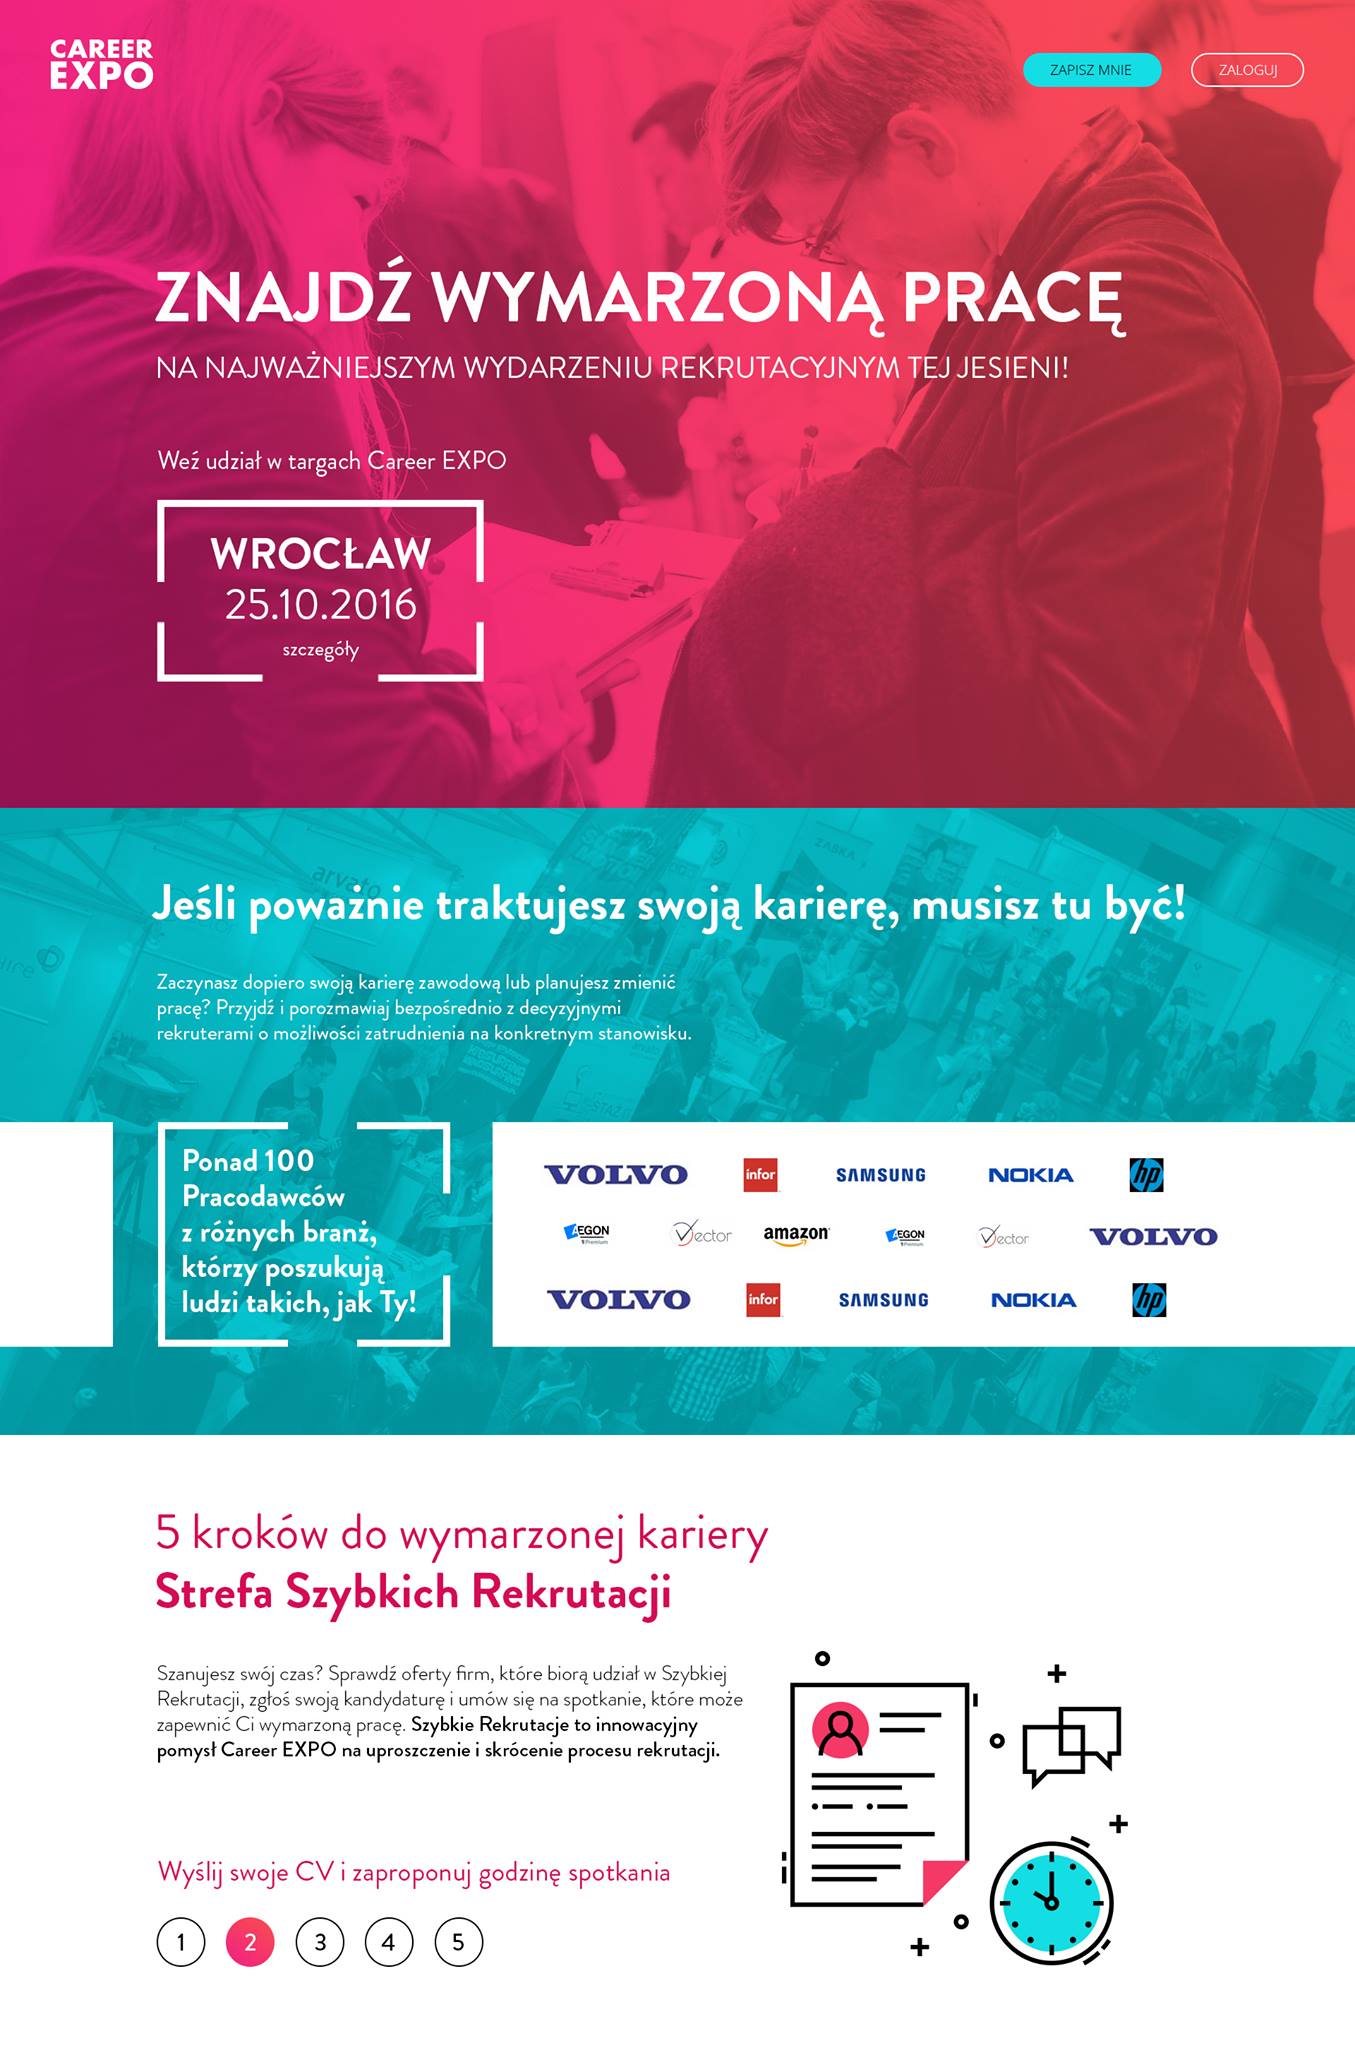 CAREER
EXPO
ZAPISZ MNIE
ZALOGUJ
ZNAJDŹ WYMARZONĄ PRACĘ
NA NAJWAŻNIEJSZYM WYDARZENIU REKRUTACYJNYM TEJ JESIENI!
Weź udział w targach Career EXPO
WROCŁAW
25.10.2016
szczegóły
arvato
ŻABKA
Jeśli poważnie traktujesz swoją karierę, musisz tu być!
Zaczynasz dopiero swoją karierę zawodową lub planujesz zmienić
pracę? Przyjdź i porozmawiaj bezpośrednio z decyzyjnymi
rekruterami o możliwości zatrudnienia na konkretnym stanowisku.
Ponad 100
Pracodawców
z różnych branż,
którzy poszukują
ludzi takich, jak Ty!
VOLVO infor SAMSUNG NOKIA hp
AEGON Premium Vector amazon AEGON Premium Vector VOLVO
VOLVO infor SAMSUNG NOKIA hp
5 kroków do wymarzonej kariery
Strefa Szybkich Rekrutacji
Szanujesz swój czas? Sprawdź oferty firm, które biorą udział w Szybkiej
Rekrutacji, zgłoś swoją kandydaturę i umów się na spotkanie, które może
zapewnić Ci wymarzoną pracę. Szybkie Rekrutacje to innowacyjny
pomysł Career EXPO na uproszczenie i skrócenie procesu rekrutacji.
Wyślij swoje CV i zaproponuj godzinę spotkania
1 2 3 4 5